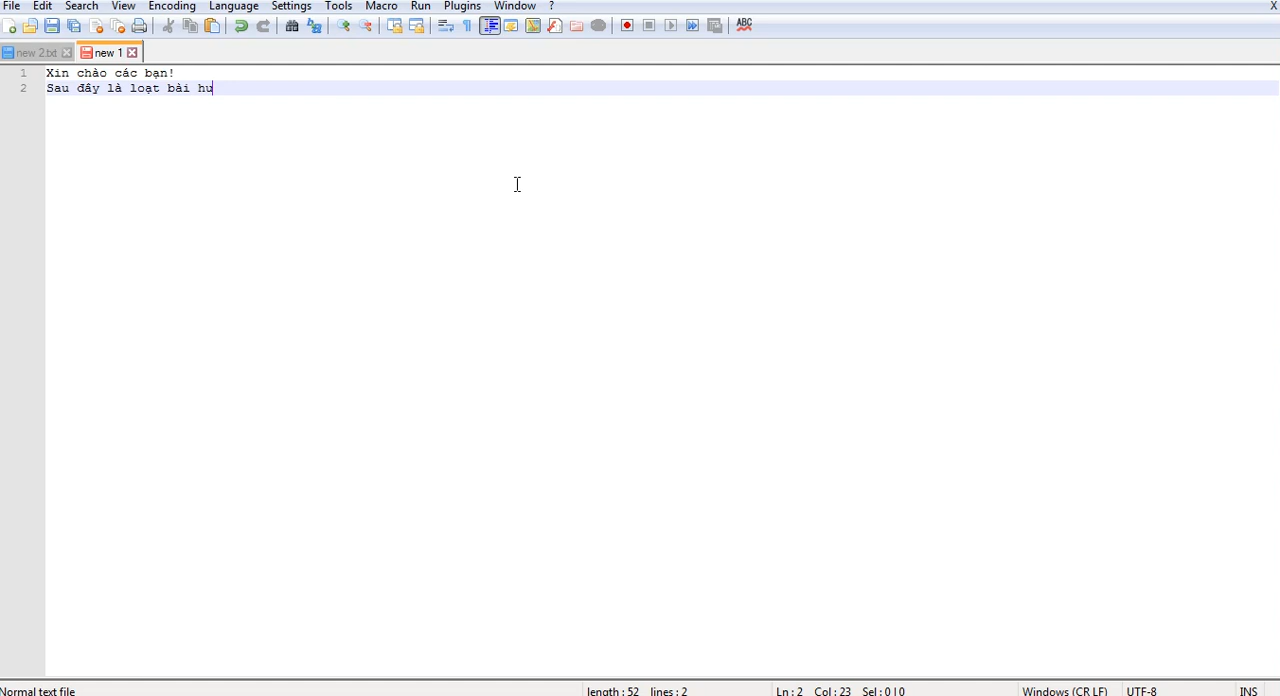 File Edit Search View Encoding Language Settings Tools Macro Run Plugins Window ? X
ABC
new 2.txt new 1
1 Xin chào các bạn!
2 Sau đây là loạt bài hu
Normal text file length : 52 lines : 2 Ln : 2 Col : 23 Sel : 0 | 0 Windows (CR LF) UTF-8 INS